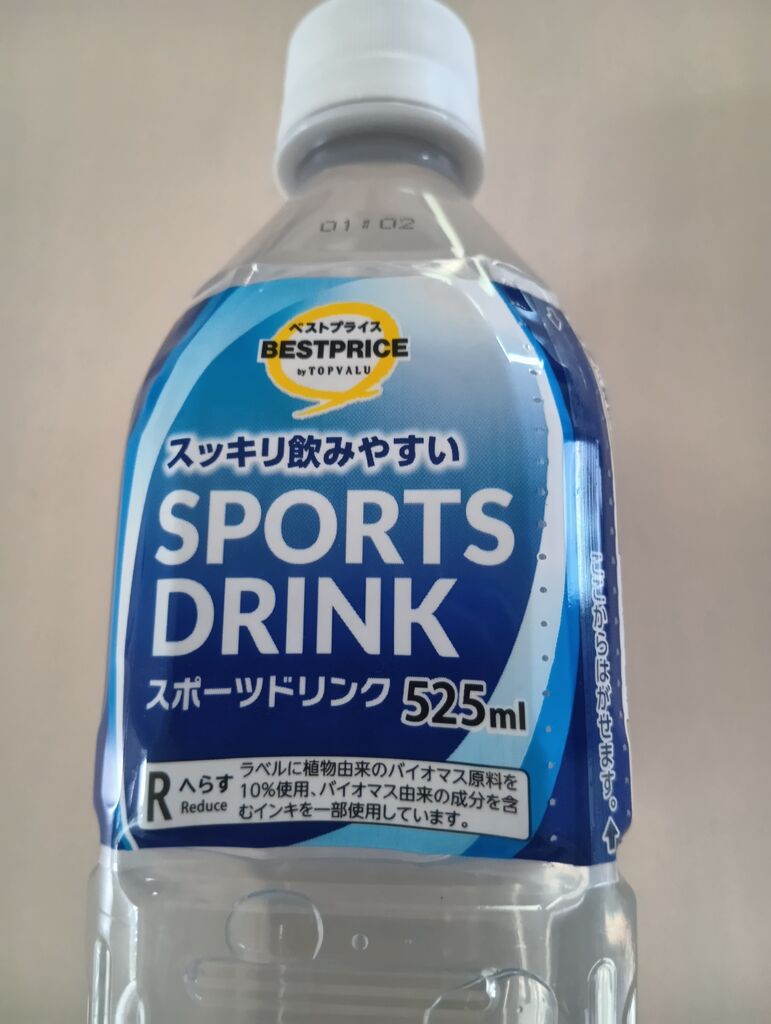 01#02
ベストプライス
BESTPRICE
by TOPVALU
スッキリ飲みやすい
SPORTS
DRINK
スポーツドリンク 525ml
R へらす Reduce
ラベルに植物由来のバイオマス原料を
10%使用、バイオマス由来の成分を含
むインキを一部使用しています。
ここからはがせます。↑